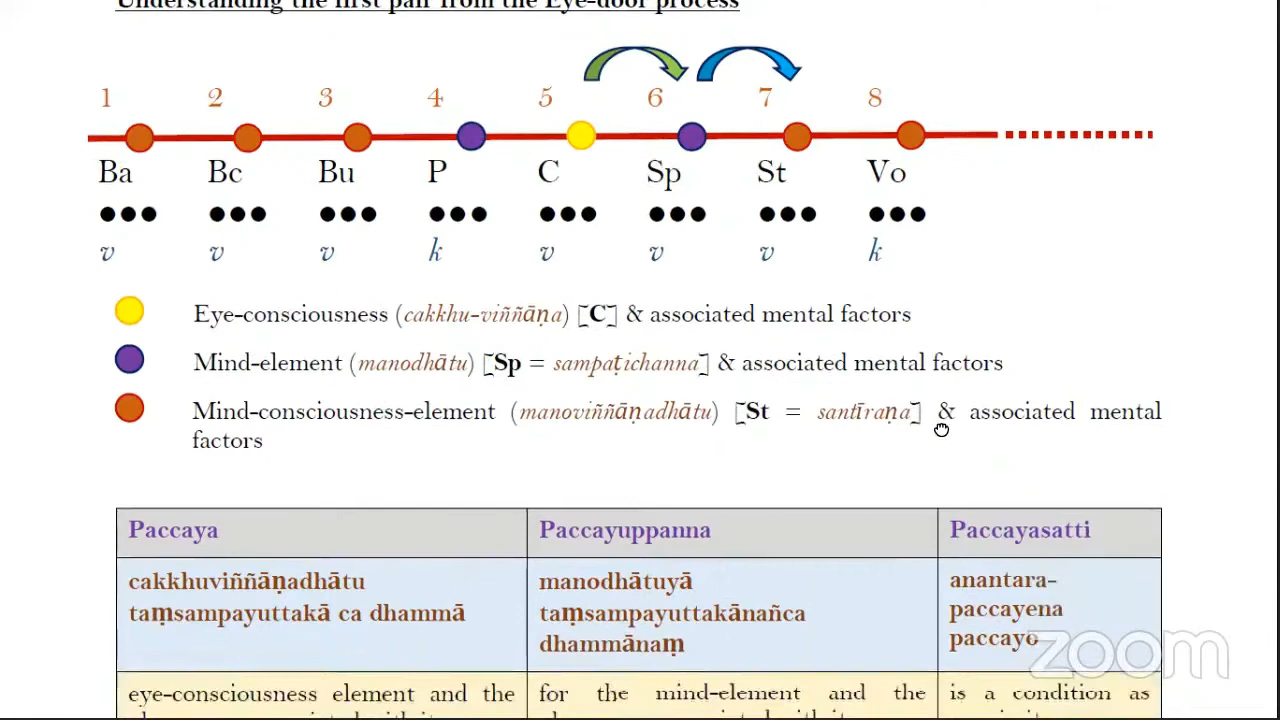 Understanding the first pair from the Eye-door process
1 2 3 4 5 6 7 8
Ba Bc Bu P C Sp St Vo
v v v k v v v k
Eye-consciousness (cakkhu-viññāṇa) [C] & associated mental factors
Mind-element (manodhātu) [Sp = sampaṭichanna] & associated mental factors
Mind-consciousness-element (manoviññāṇadhātu) [St = santīraṇa] & associated mental
factors
Paccaya Paccayuppanna Paccayasatti
cakkhuviññāṇadhātu
taṃsampayuttakā ca dhammā
manodhātuyā
taṃsampayuttakānañca
dhammānaṃ
anantara-
paccayena
paccayo
zoom
eye-consciousness element and the
for the mind-element and the
is a condition as